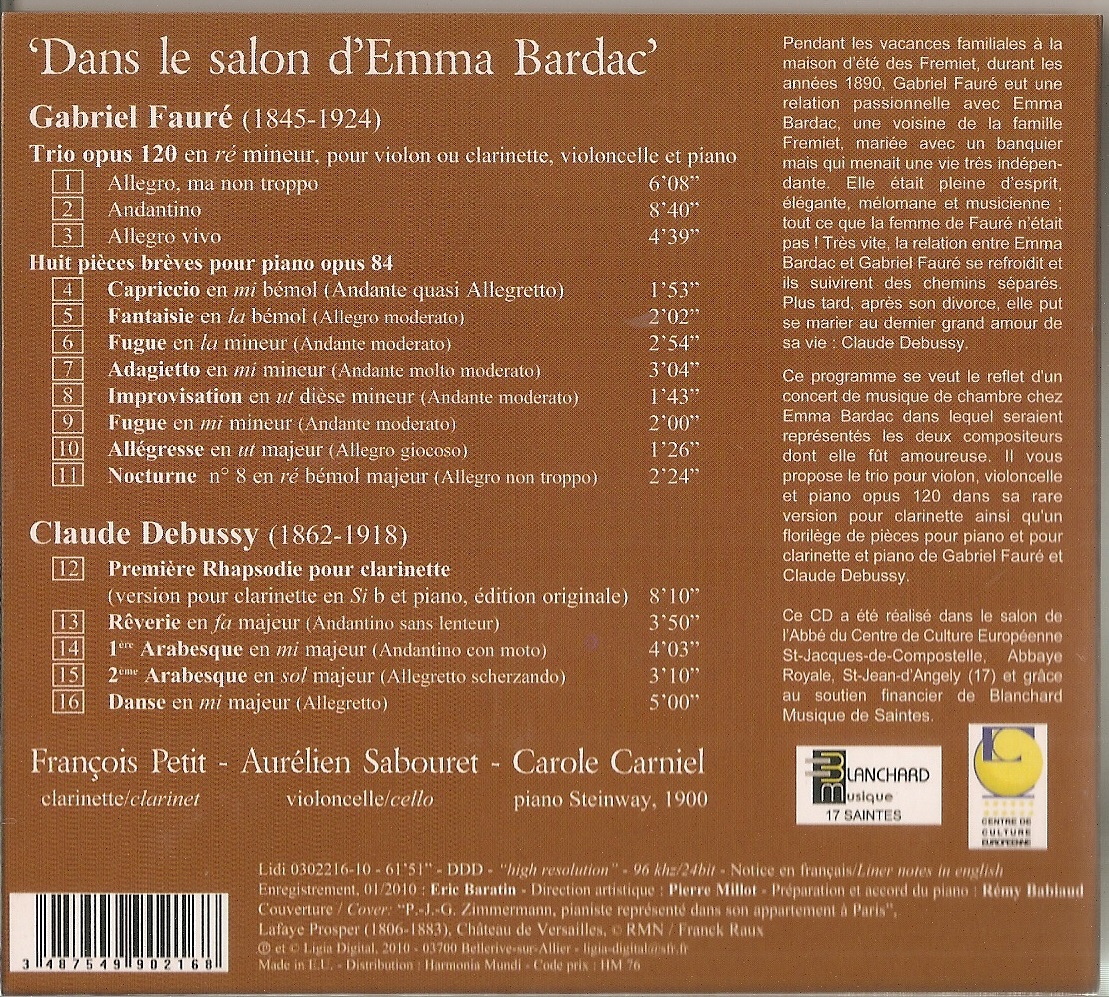 ‘Dans le salon d’Emma Bardac’
Gabriel Fauré (1845-1924)
Trio opus 120 en ré mineur, pour violon ou clarinette, violoncelle et piano
1 Allegro, ma non troppo 6’08”
2 Andantino 8’40”
3 Allegro vivo 4’39”
Huit pièces brèves pour piano opus 84
4 Capriccio en mi bémol (Andante quasi Allegretto) 1’53”
5 Fantaisie en la bémol (Allegro moderato) 2’02”
6 Fugue en la mineur (Andante moderato) 2’54”
7 Adagietto en mi mineur (Andante molto moderato) 3’04”
8 Improvisation en ut dièse mineur (Andante moderato) 1’43”
9 Fugue en mi mineur (Andante moderato) 2’00”
10 Allégresse en ut majeur (Allegro giocoso) 1’26”
11 Nocturne n° 8 en ré bémol majeur (Allegro non troppo) 2’24”
Claude Debussy (1862-1918)
12 Première Rhapsodie pour clarinette
(version pour clarinette en Si b et piano, édition originale) 8’10”
13 Rêverie en fa majeur (Andantino sans lenteur) 3’50”
14 1ère Arabesque en mi majeur (Andantino con moto) 4’03”
15 2ème Arabesque en sol majeur (Allegretto scherzando) 3’10”
16 Danse en mi majeur (Allegretto) 5’00”
François Petit - Aurélien Sabouret - Carole Carniel
clarinette/clarinet violoncelle/cello piano Steinway, 1900
Pendant les vacances familiales à la
maison d’été des Fremiet, durant les
années 1890, Gabriel Fauré eut une
relation passionnelle avec Emma
Bardac, une voisine de la famille
Fremiet, mariée avec un banquier
mais qui menait une vie très indépen-
dante. Elle était pleine d’esprit,
élégante, mélomane et musicienne ;
tout ce que la femme de Fauré n’était
pas ! Très vite, la relation entre Emma
Bardac et Gabriel Fauré se refroidit et
ils suivirent des chemins séparés.
Plus tard, après son divorce, elle put
se marier au dernier grand amour de
sa vie : Claude Debussy.
Ce programme se veut le reflet d’un
concert de musique de chambre chez
Emma Bardac dans lequel seraient
représentés les deux compositeurs
dont elle fût amoureuse. Il vous
propose le trio pour violon, violoncelle
et piano opus 120 dans sa rare
version pour clarinette ainsi qu'un
florilège de pièces pour piano et pour
clarinette et piano de Gabriel Fauré et
Claude Debussy.
Ce CD a été réalisé dans le salon de
l’Abbé du Centre de Culture Européenne
St-Jacques-de-Compostelle, Abbaye
Royale, St-Jean-d’Angely (17) et grâce
au soutien financier de Blanchard
Musique de Saintes.
BLANCHARD
Musique
17 SAINTES
CENTRE DE
CULTURE
EUROPÉENNE
Lidi 0302216-10 - 61’51” - DDD - “high resolution” - 96 khz/24bit - Notice en français/Liner notes in english
Enregistrement, 01/2010 : Eric Baratin - Direction artistique : Pierre Millot - Préparation et accord du piano : Rémy Babiaud
Couverture / Cover: “P.-J.-G. Zimmermann, pianiste représenté dans son appartement à Paris”,
Lafaye Prosper (1806-1883), Château de Versailles, © RMN / Franck Raux
℗ et © Ligia Digital, 2010 - 03700 Bellerive-sur-Allier - ligia-digital@sfr.fr
Made in E.U. - Distribution : Harmonia Mundi - Code prix : HM 76
3 487549 902168